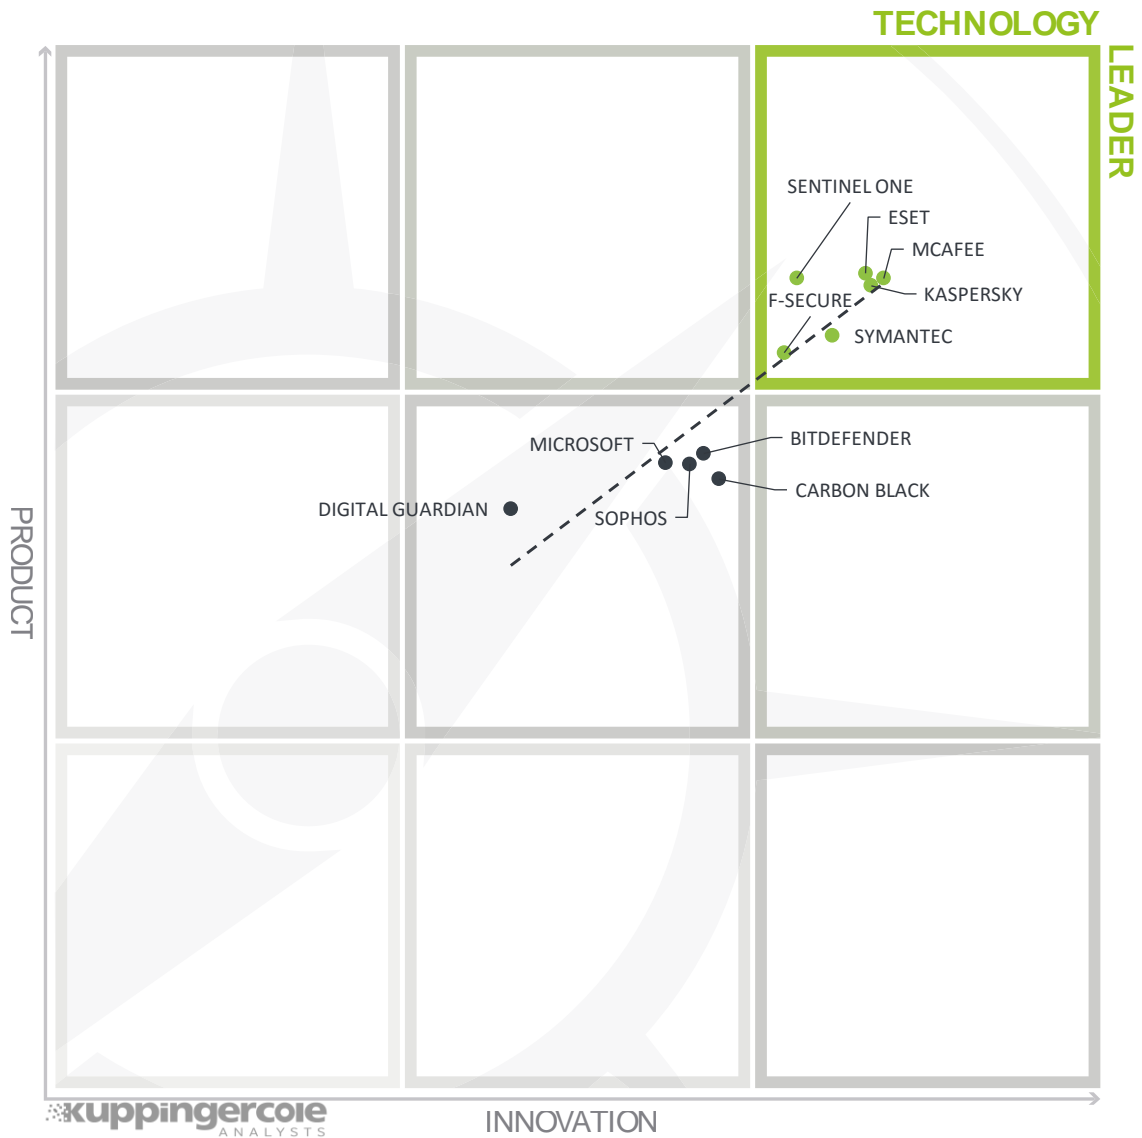 TECHNOLOGY
LEADER
SENTINEL ONE
ESET
MCAFEE
KASPERSKY
F-SECURE
SYMANTEC
MICROSOFT
BITDEFENDER
CARBON BLACK
DIGITAL GUARDIAN
SOPHOS
PRODUCT
kuppingercole
ANALYSTS
INNOVATION